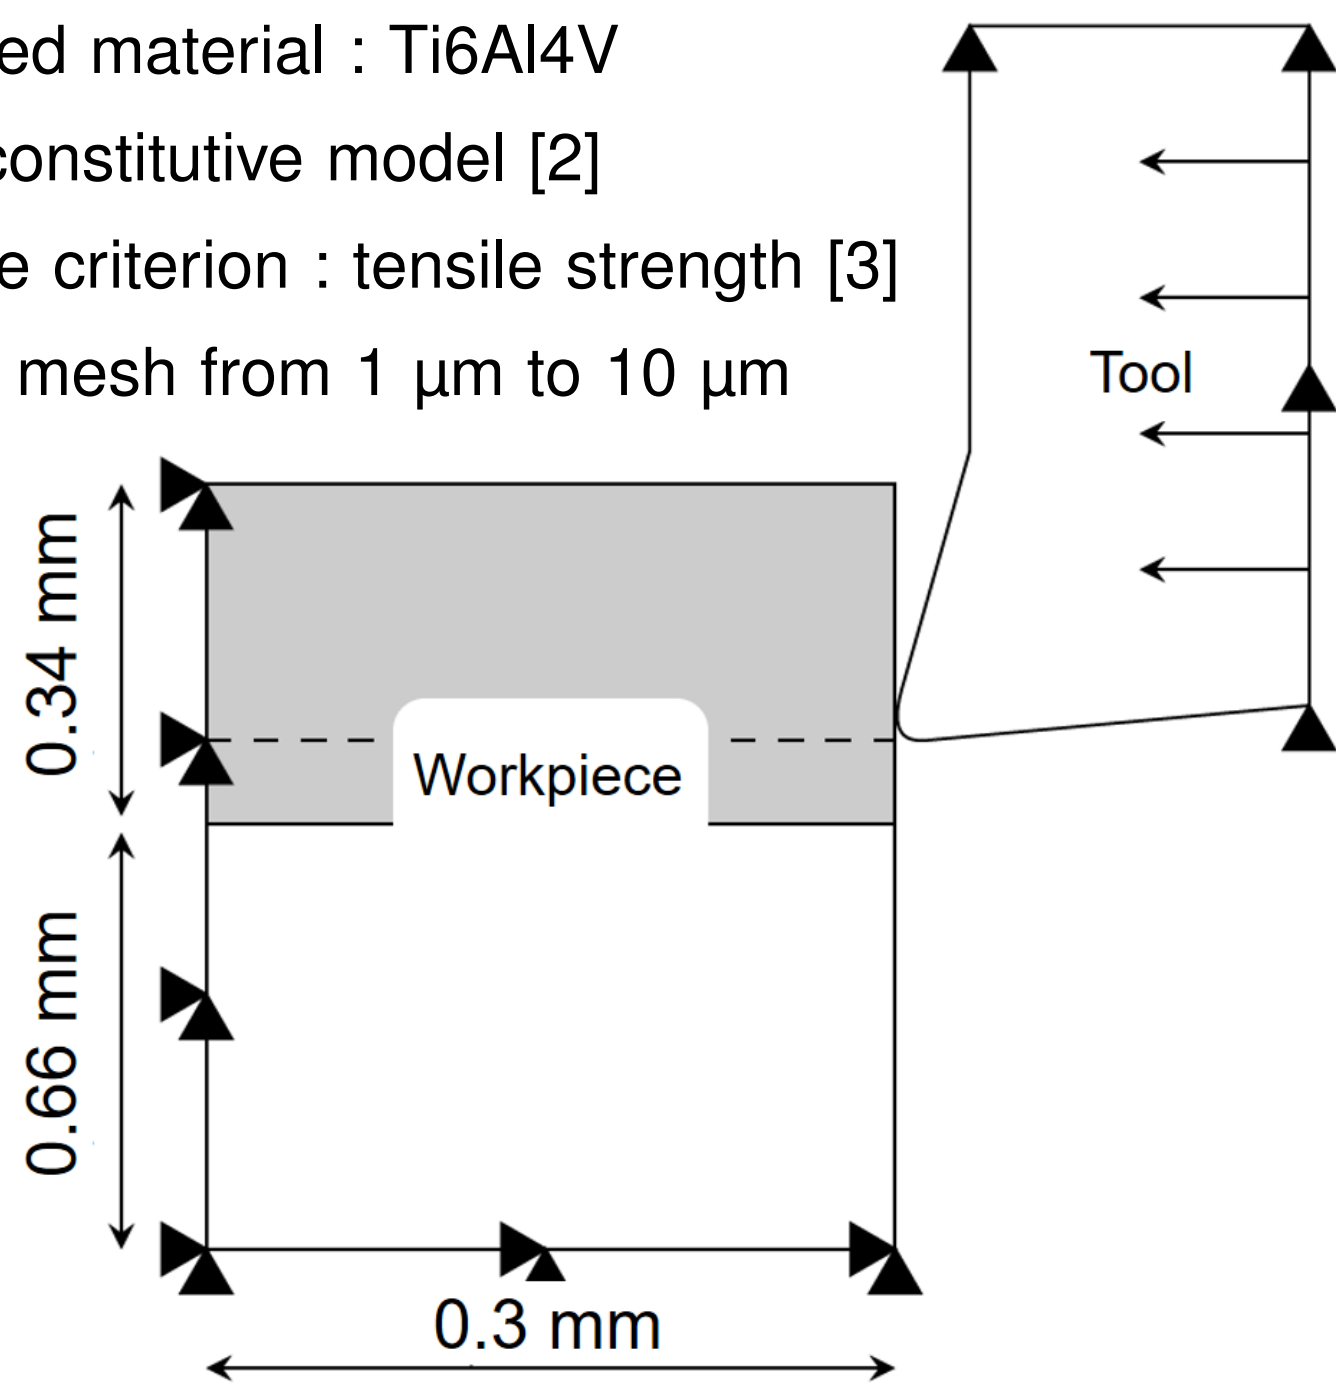 ed material : Ti6Al4V
constitutive model [2]
e criterion : tensile strength [3]
mesh from 1 µm to 10 µm
Tool
0.34 mm
Workpiece
0.66 mm
0.3 mm